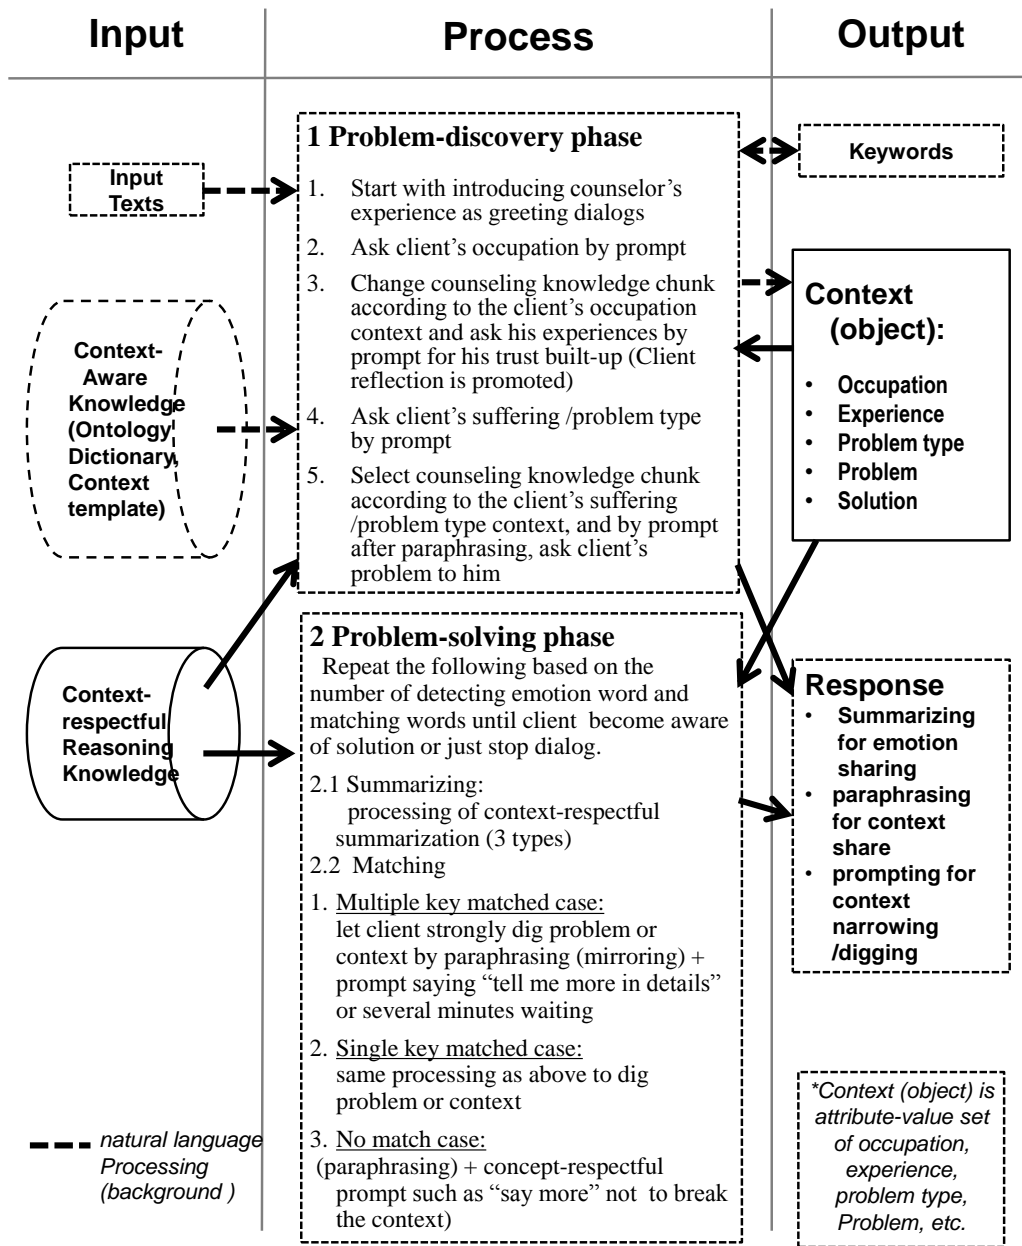 Input
Process
Output
Input
Texts
Context-
Aware
Knowledge
(Ontology
Dictionary,
Context
template)
Context-
respectful
Reasoning
Knowledge
natural language
Processing
(background )
1 Problem-discovery phase
1. Start with introducing counselor’s
experience as greeting dialogs
2. Ask client’s occupation by prompt
3. Change counseling knowledge chunk
according to the client’s occupation
context and ask his experiences by
prompt for his trust built-up (Client
reflection is promoted)
4. Ask client’s suffering /problem type
by prompt
5. Select counseling knowledge chunk
according to the client’s suffering
/problem type context, and by prompt
after paraphrasing, ask client’s
problem to him
2 Problem-solving phase
Repeat the following based on the
number of detecting emotion word and
matching words until client become aware
of solution or just stop dialog.
2.1 Summarizing:
processing of context-respectful
summarization (3 types)
2.2 Matching
1. Multiple key matched case:
let client strongly dig problem or
context by paraphrasing (mirroring) +
prompt saying “tell me more in details”
or several minutes waiting
2. Single key matched case:
same processing as above to dig
problem or context
3. No match case:
(paraphrasing) + concept-respectful
prompt such as “say more” not to break
the context)
Keywords
Context
(object):
• Occupation
• Experience
• Problem type
• Problem
• Solution
Response
• Summarizing
for emotion
sharing
• paraphrasing
for context
share
• prompting for
context
narrowing
/digging
*Context (object) is
attribute-value set
of occupation,
experience,
problem type,
Problem, etc.